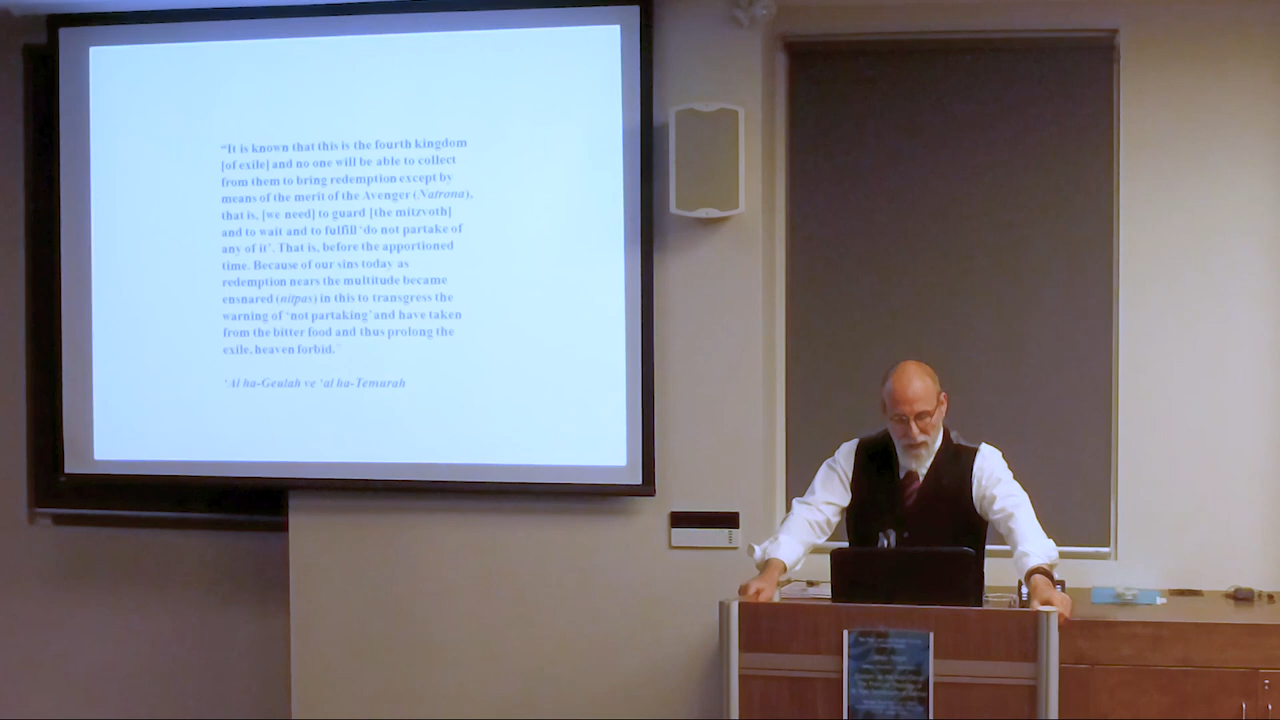 “It is known that this is the fourth kingdom
[of exile] and no one will be able to collect
from them to bring redemption except by
means of the merit of the Avenger (Natrona),
that is, [we need] to guard [the mitzvoth]
and to wait and to fulfill ‘do not partake of
any of it’. That is, before the apportioned
time. Because of our sins today as
redemption nears the multitude became
ensnared (nitpas) in this to transgress the
warning of ‘not partaking’ and have taken
from the bitter food and thus prolong the
exile, heaven forbid.”
‘Al ha-Geulah ve ‘al ha-Temurah